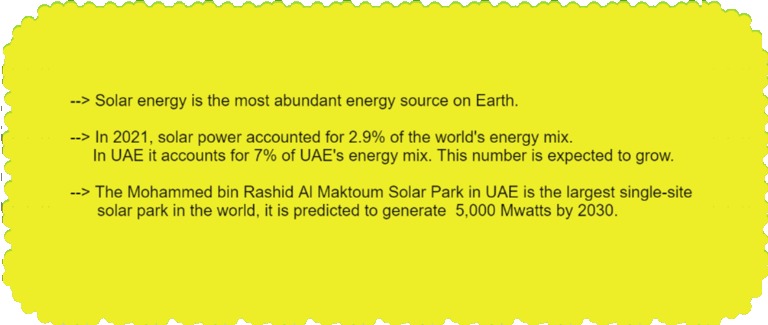 --> Solar energy is the most abundant energy source on Earth.
--> In 2021, solar power accounted for 2.9% of the world's energy mix.
In UAE it accounts for 7% of UAE's energy mix. This number is expected to grow.
--> The Mohammed bin Rashid Al Maktoum Solar Park in UAE is the largest single-site
solar park in the world, it is predicted to generate  5,000 Mwatts by 2030.